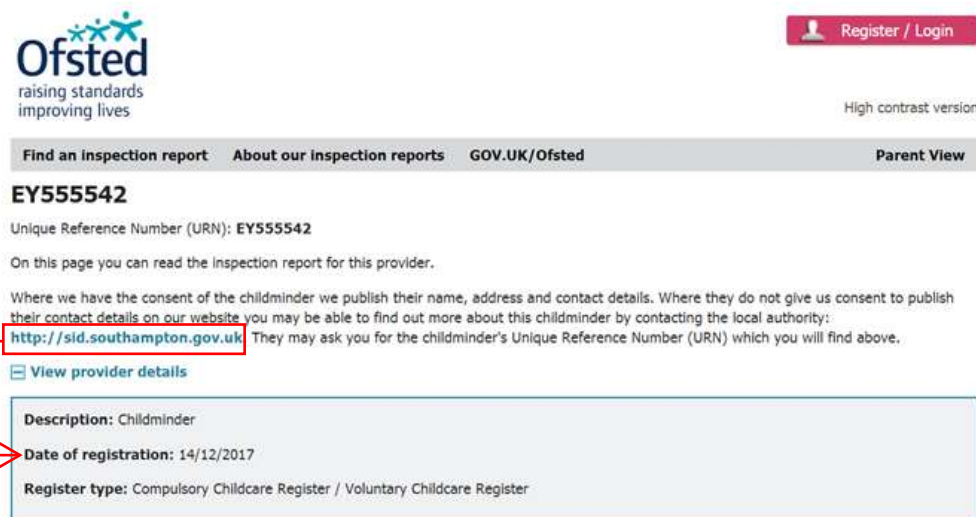 Ofsted
raising standards
improving lives
Register / Login
High contrast version
Find an inspection report About our inspection reports GOV.UK/Ofsted Parent View
EY555542
Unique Reference Number (URN): EY555542
On this page you can read the inspection report for this provider.
Where we have the consent of the childminder we publish their name, address and contact details. Where they do not give us consent to publish
their contact details on our website you may be able to find out more about this childminder by contacting the local authority:
http://sid.southampton.gov.uk They may ask you for the childminder's Unique Reference Number (URN) which you will find above.
View provider details
Description: Childminder
Date of registration: 14/12/2017
Register type: Compulsory Childcare Register / Voluntary Childcare Register